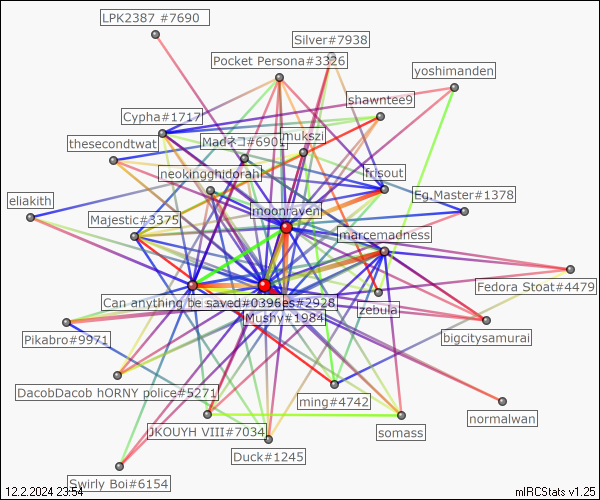 LPK2387 #7690
Silver#7938
Pocket Persona#3326
yoshimanden
shawntee9
Cypha#1717
mukszi
thesecondtwat
Madネコ#6901
neokingghidorah
frisout
Eg.Master#1378
eliakith
moonraven
Majestic#3375
marcemadness
Fedora Stoat#4479
Can anything be saved#0396es#2928
zebula
Mushy#1984
bigcitysamurai
Pikabro#9971
DacobDacob hORNY police#5271
ming#4742
normalwan
JKOUYH VIII#7034
somass
Duck#1245
Swirly Boi#6154
12.2.2024 23:54
mIRCStats v1.25